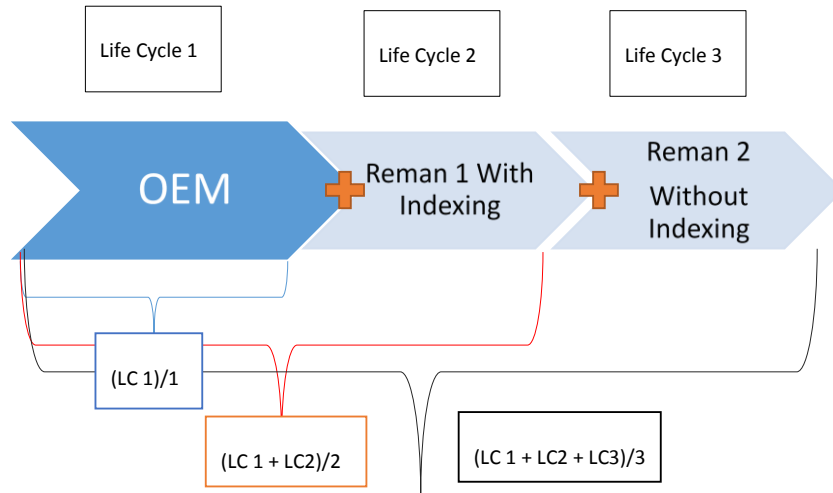 Life Cycle 1
Life Cycle 2
Life Cycle 3
OEM
Reman 1 With
Indexing
Reman 2
Without
Indexing
(LC 1)/1
(LC 1 + LC2)/2
(LC 1 + LC2 + LC3)/3